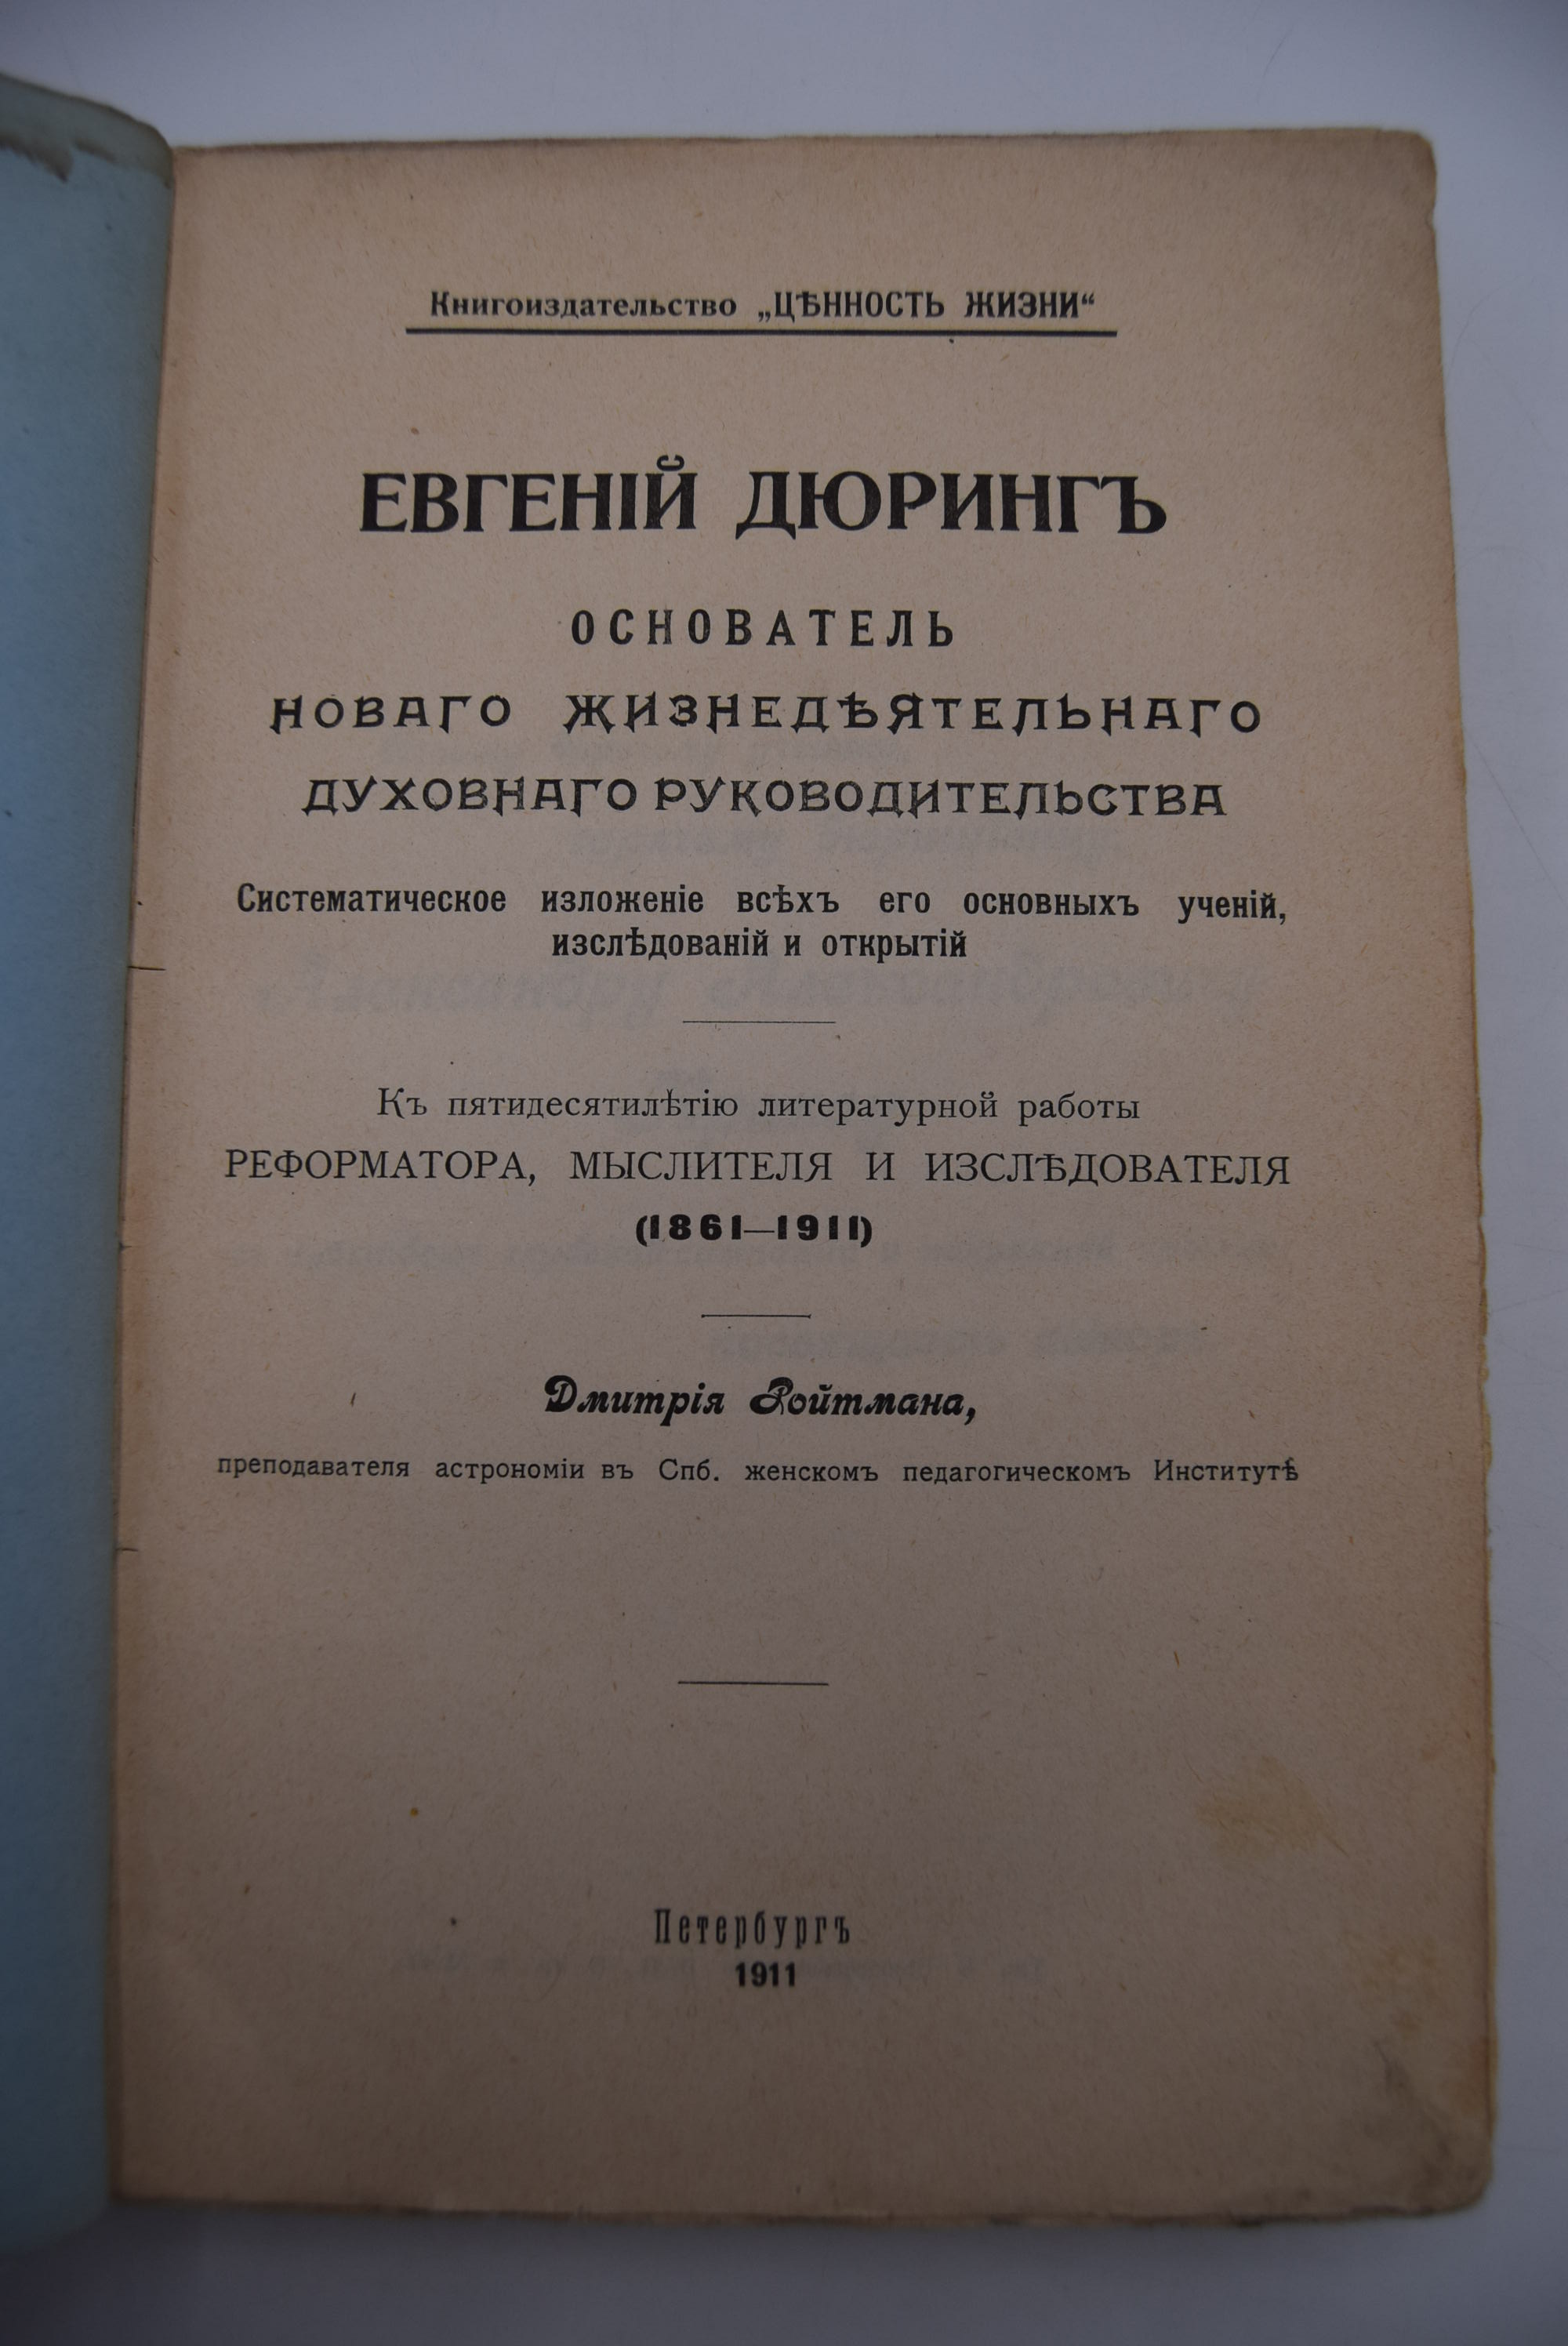 Книгоиздательство „ЦѢННОСТЬ ЖИЗНИ“
ЕВГЕНІЙ ДЮРИНГЪ
ОСНОВАТЕЛЬ
НОВАГО ЖИЗНЕДѢЯТЕЛЬНАГО
ДУХОВНАГО РУКОВОДИТЕЛЬСТВА
Систематическое изложеніе всѣхъ его основныхъ ученій,
изслѣдованій и открытій
Къ пятидесятилѣтію литературной работы
РЕФОРМАТОРА, МЫСЛИТЕЛЯ И ИЗСЛѢДОВАТЕЛЯ
(1861—1911)
Дмитрія Ройтмана,
преподавателя астрономіи въ Спб. женскомъ педагогическомъ Институтѣ
Петербургъ
1911